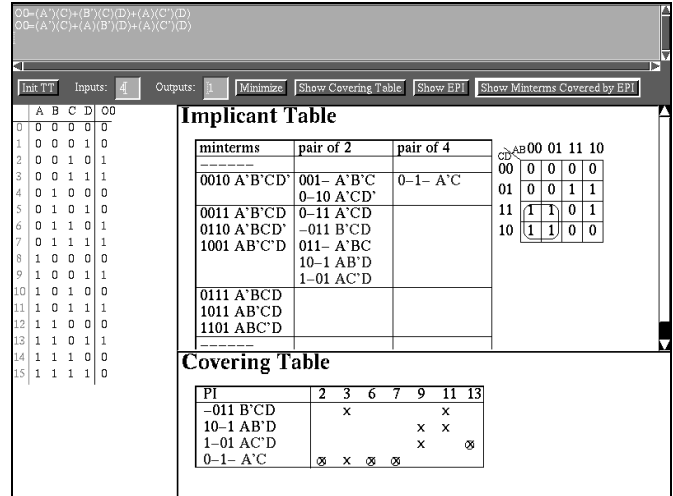 O0=(A')(C)+(B')(C)(D)+(A)(C')(D)
O0=(A')(C)+(A)(B')(D)+(A)(C')(D)
Init TT Inputs: 4 Outputs: 1 Minimize Show Covering Table Show EPI Show Minterms Covered by EPI
A B C D O0
0 0 0 0 0 0
1 0 0 0 1 0
2 0 0 1 0 1
3 0 0 1 1 1
4 0 1 0 0 0
5 0 1 0 1 0
6 0 1 1 0 1
7 0 1 1 1 1
8 1 0 0 0 0
9 1 0 0 1 1
10 1 0 1 0 0
11 1 0 1 1 1
12 1 1 0 0 0
13 1 1 0 1 1
14 1 1 1 0 0
15 1 1 1 1 0
Implicant Table
minterms pair of 2 pair of 4
------
0010 A'B'CD' 001- A'B'C 0-1- A'C
0-10 A'CD'
0011 A'B'CD 0-11 A'CD
0110 A'BCD' -011 B'CD
1001 AB'C'D 011- A'BC
10-1 AB'D
1-01 AC'D
0111 A'BCD
1011 AB'CD
1101 ABC'D
------
CD AB 00 01 11 10
00 0 0 0 0
01 0 0 1 1
11 1 1 0 1
10 1 1 0 0
Covering Table
PI 2 3 6 7 9 11 13
-011 B'CD x x
10-1 AB'D x x
1-01 AC'D x ⊗
0-1- A'C ⊗ x ⊗ ⊗